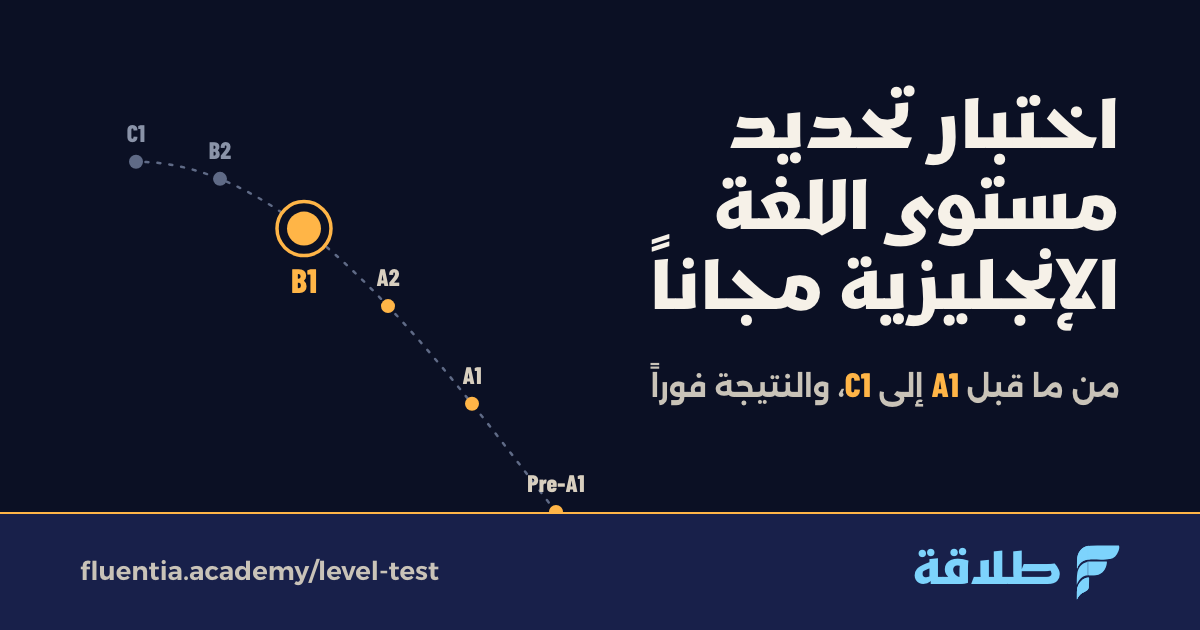 اختبار تحديد
مستوى اللغة
الإنجليزية مجاناً
من ما قبل A1 إلى C1، والنتيجة فوراً
C1
B2
B1
A2
A1
Pre-A1
طلاقة
fluentia.academy/level-test